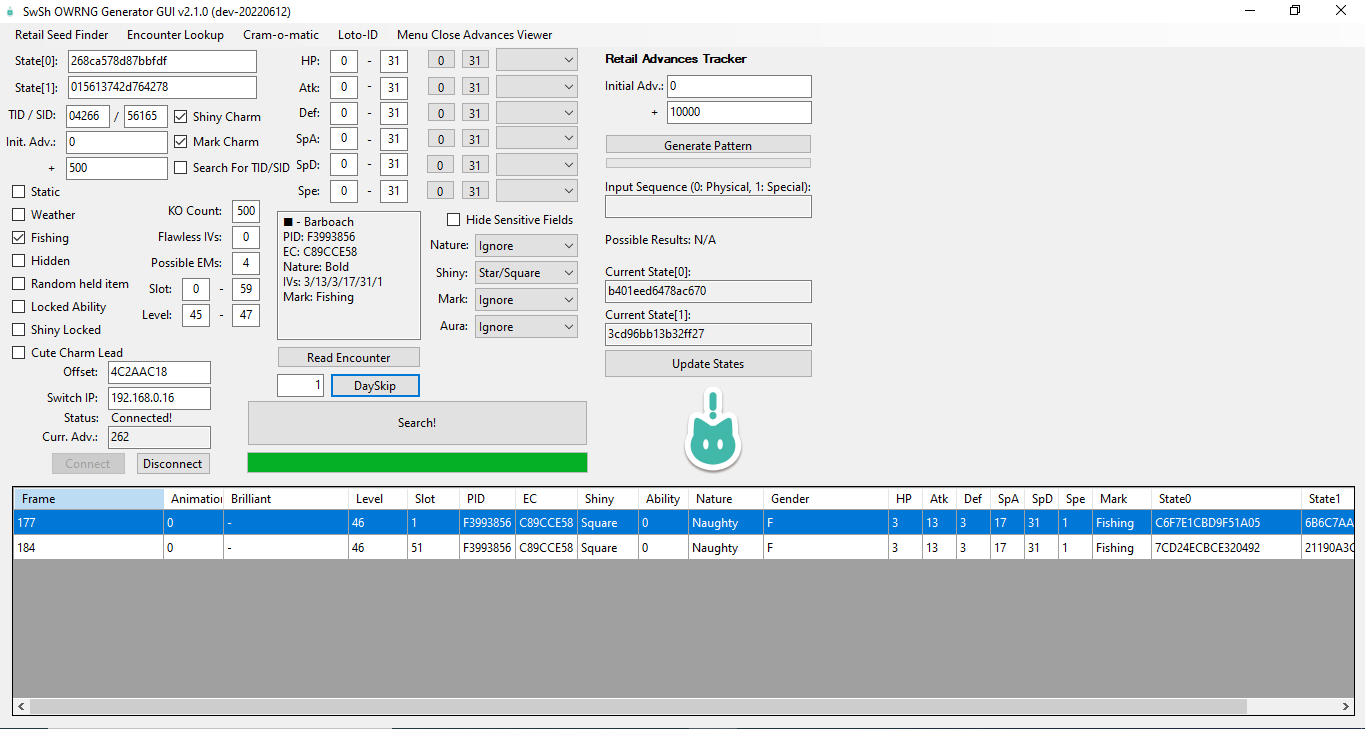 SwSh OWRNG Generator GUI v2.1.0 (dev-20220612)
Retail Seed Finder Encounter Lookup Cram-o-matic Loto-ID Menu Close Advances Viewer
State[0]: 268ca578d87bbfdf
State[1]: 015613742d764278
TID / SID: 04266 / 56165 Shiny Charm
Init. Adv.: 0 Mark Charm
+ 500 Search For TID/SID
HP: 0 - 31 0 31
Atk: 0 - 31 0 31
Def: 0 - 31 0 31
SpA: 0 - 31 0 31
SpD: 0 - 31 0 31
Spe: 0 - 31 0 31
Static
Weather
Fishing
Hidden
Random held item
Locked Ability
Shiny Locked
Cute Charm Lead
KO Count: 500
Flawless IVs: 0
Possible EMs: 4
Slot: 0 - 59
Level: 45 - 47
Offset: 4C2AAC18
Switch IP: 192.168.0.16
Status: Connected!
Curr. Adv.: 262
Connect Disconnect
■ - Barboach
PID: F3993856
EC: C89CCE58
Nature: Bold
IVs: 3/13/3/17/31/1
Mark: Fishing
Read Encounter
1 DaySkip
Search!
Hide Sensitive Fields
Nature: Ignore
Shiny: Star/Square
Mark: Ignore
Aura: Ignore
Retail Advances Tracker
Initial Adv.: 0
+ 10000
Generate Pattern
Input Sequence (0: Physical, 1: Special):
Possible Results: N/A
Current State[0]:
b401eed6478ac670
Current State[1]:
3cd96bb13b32ff27
Update States
Frame Animation Brilliant Level Slot PID EC Shiny Ability Nature Gender HP Atk Def SpA SpD Spe Mark State0 State1
177 0 - 46 1 F3993856 C89CCE58 Square 0 Naughty F 3 13 3 17 31 1 Fishing C6F7E1CBD9F51A05 6B6C7AA
184 0 - 46 51 F3993856 C89CCE58 Square 0 Naughty F 3 13 3 17 31 1 Fishing 7CD24ECBCE320492 21190A3C